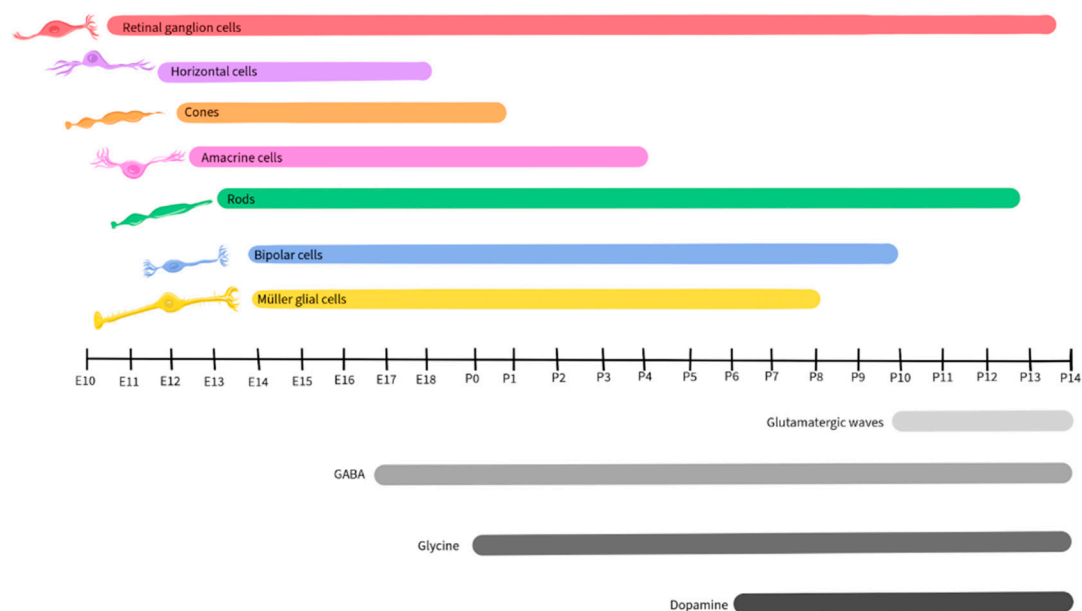 Retinal ganglion cells
Horizontal cells
Cones
Amacrine cells
Rods
Bipolar cells
Müller glial cells
E10 E11 E12 E13 E14 E15 E16 E17 E18 P0 P1 P2 P3 P4 P5 P6 P7 P8 P9 P10 P11 P12 P13 P14
Glutamatergic waves
GABA
Glycine
Dopamine